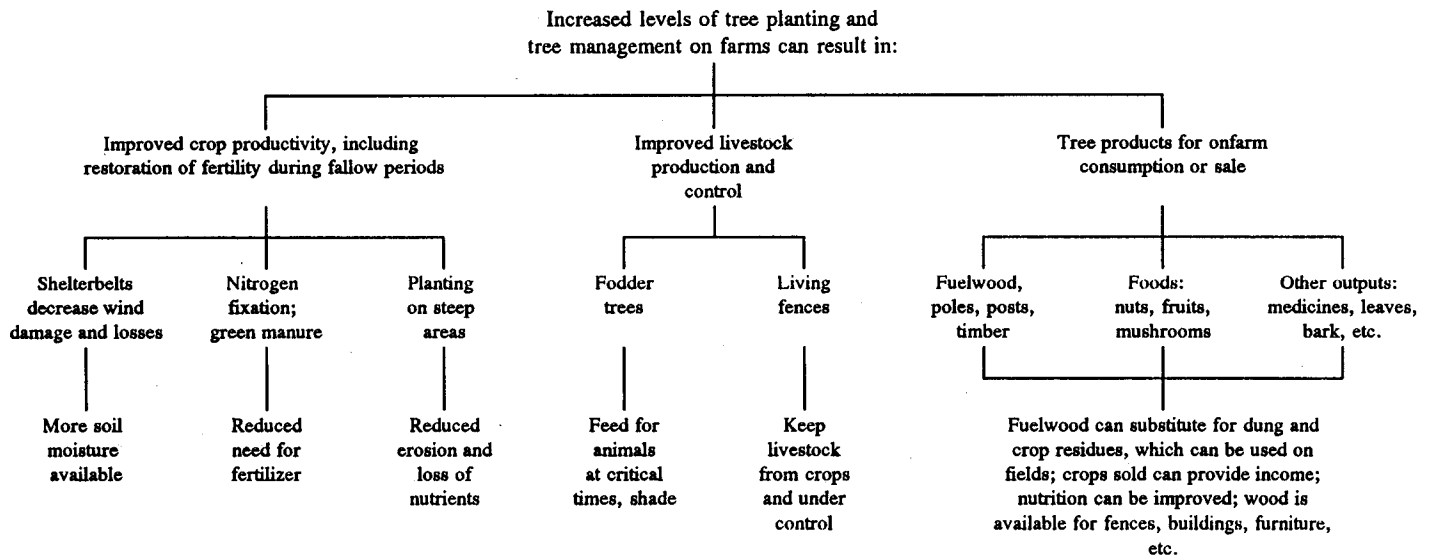 Increased levels of tree planting and
tree management on farms can result in:
Improved crop productivity, including
restoration of fertility during fallow periods
Improved livestock
production and
control
Tree products for onfarm
consumption or sale
Shelterbelts
decrease wind
damage and losses
Nitrogen
fixation;
green manure
Planting
on steep
areas
Fodder
trees
Living
fences
Fuelwood,
poles, posts,
timber
Foods:
nuts, fruits,
mushrooms
Other outputs:
medicines, leaves,
bark, etc.
More soil
moisture
available
Reduced
need for
fertilizer
Reduced
erosion and
loss of
nutrients
Feed for
animals
at critical
times, shade
Keep
livestock
from crops
and under
control
Fuelwood can substitute for dung and
crop residues, which can be used on
fields; crops sold can provide income;
nutrition can be improved; wood is
available for fences, buildings, furniture,
etc.